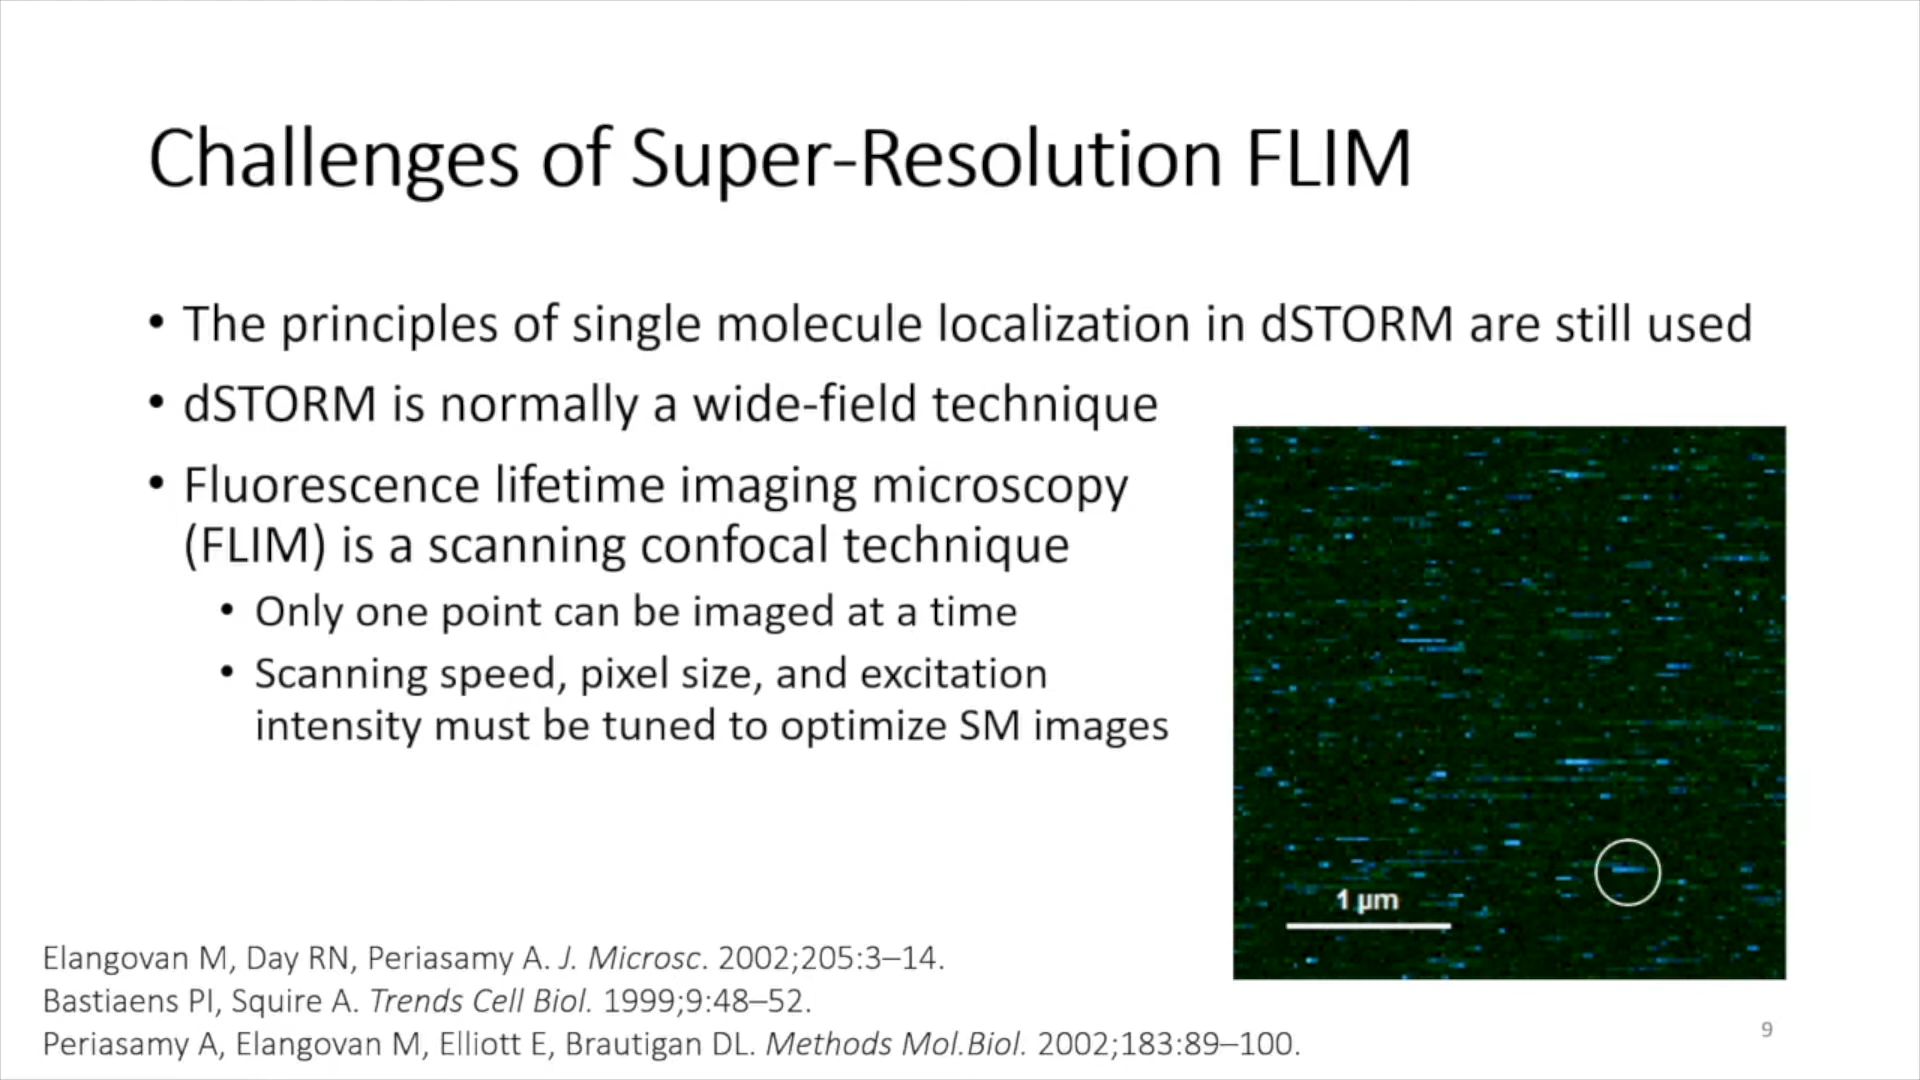 Challenges of Super-Resolution FLIM
• The principles of single molecule localization in dSTORM are still used
• dSTORM is normally a wide-field technique
• Fluorescence lifetime imaging microscopy
(FLIM) is a scanning confocal technique
• Only one point can be imaged at a time
• Scanning speed, pixel size, and excitation
intensity must be tuned to optimize SM images
1 µm
Elangovan M, Day RN, Periasamy A. J. Microsc. 2002;205:3–14.
Bastiaens PI, Squire A. Trends Cell Biol. 1999;9:48–52.
Periasamy A, Elangovan M, Elliott E, Brautigan DL. Methods Mol.Biol. 2002;183:89–100.
9